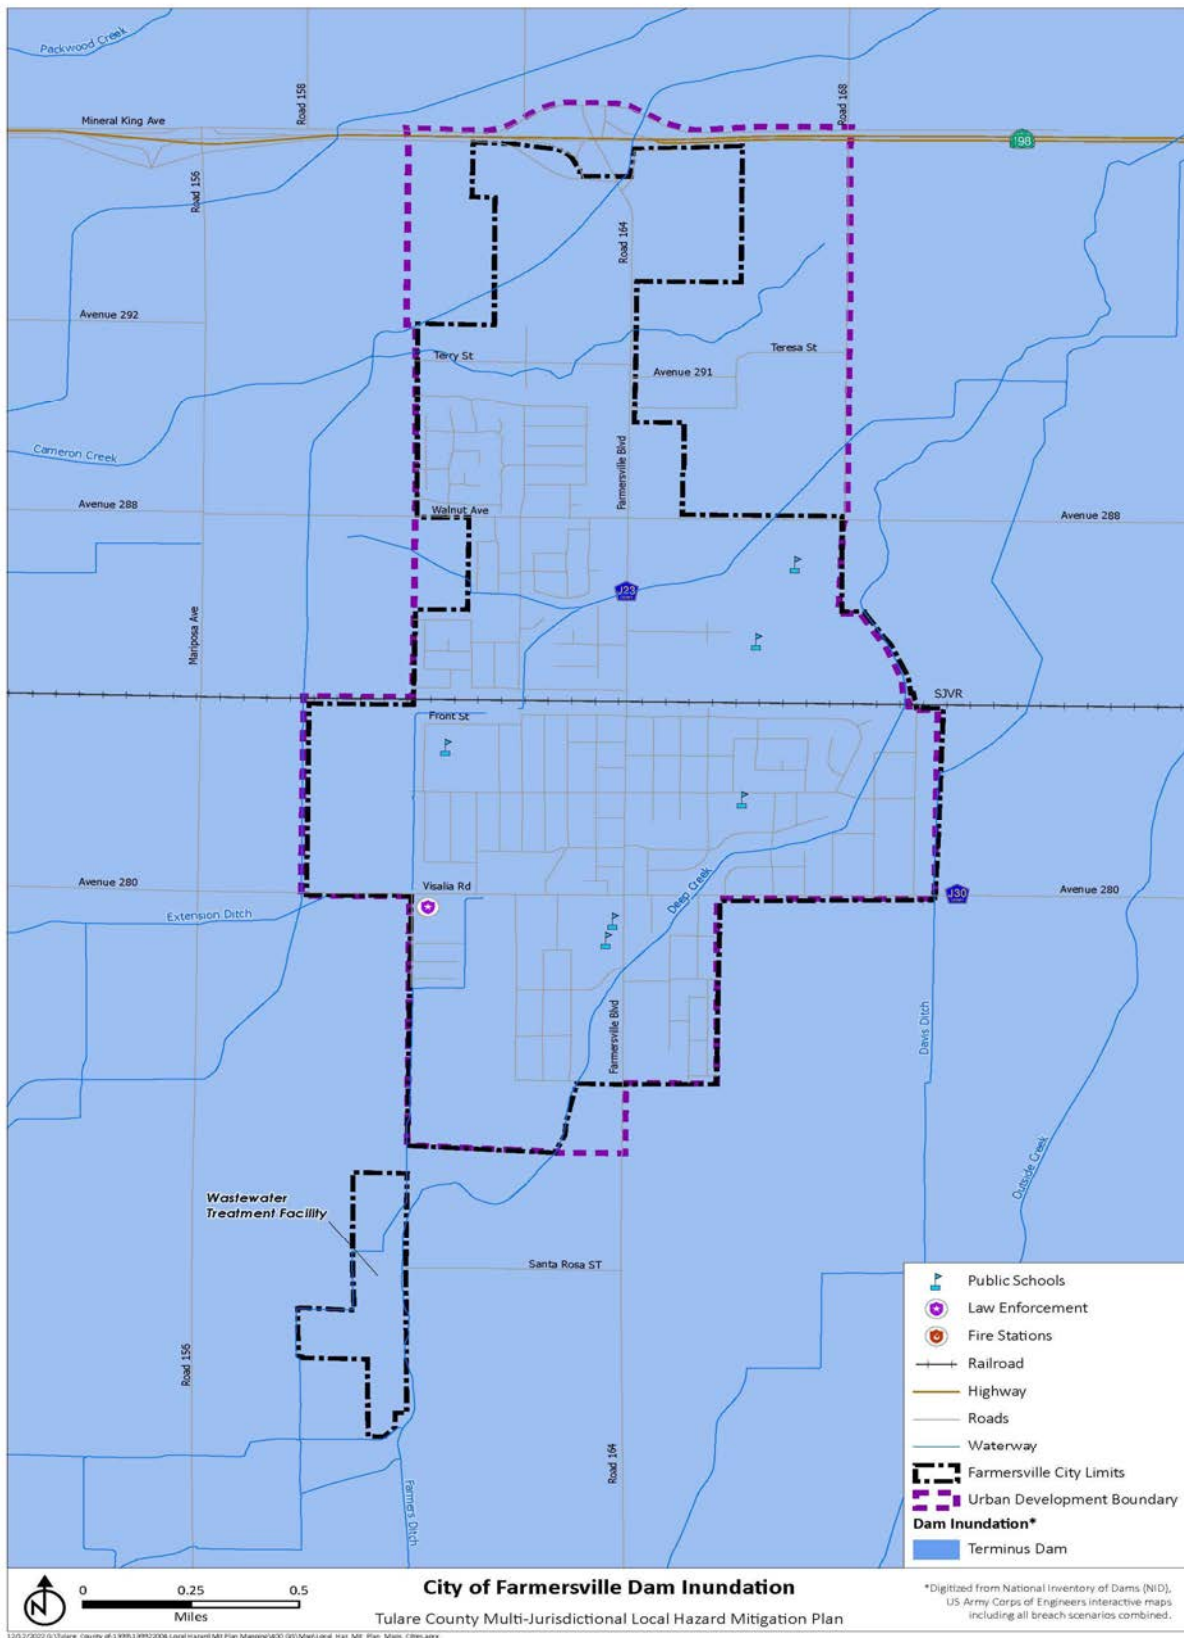 Packwood Creek
Road 158
Road 168
Mineral King Ave
198
Road 156
Road 164
Avenue 292
Terry St
Teresa St
Avenue 291
Cameron Creek
Farmersville Blvd
Avenue 288
Walnut Ave
Avenue 288
J23
Mariposa Ave
SJVR
Front St
Avenue 280
Visalia Rd
Deep Creek
J30
Avenue 280
Extension Ditch
Farmersville Blvd
Davis Ditch
Outside Creek
Wastewater
Treatment Facility
Santa Rosa ST
Road 156
Road 164
Farmers Ditch
Public Schools
Law Enforcement
Fire Stations
Railroad
Highway
Roads
Waterway
Farmersville City Limits
Urban Development Boundary
Dam Inundation*
Terminus Dam
N
0 0.25 0.5
Miles
City of Farmersville Dam Inundation
Tulare County Multi-Jurisdictional Local Hazard Mitigation Plan
*Digitized from National Inventory of Dams (NID),
US Army Corps of Engineers interactive maps
including all breach scenarios combined.